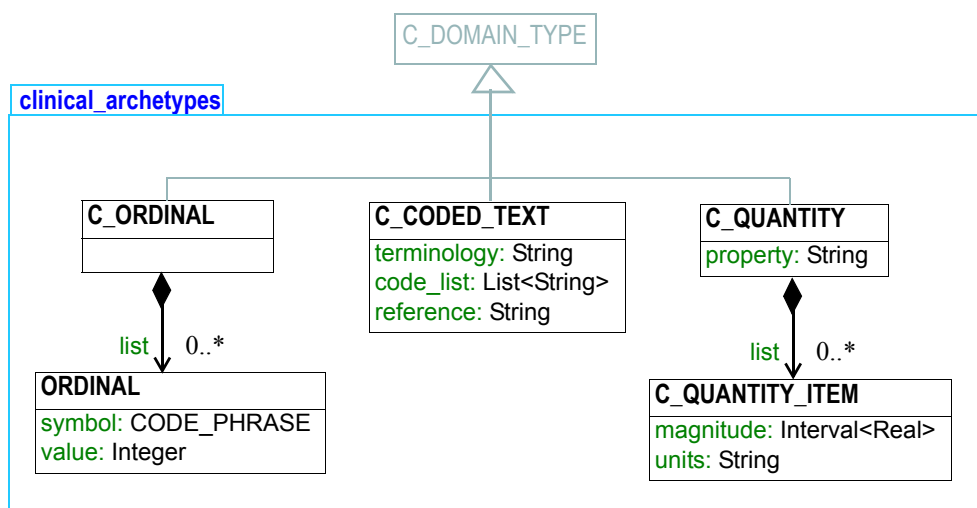 C_DOMAIN_TYPE
clinical_archetypes
C_ORDINAL
C_CODED_TEXT
terminology: String
code_list: List<String>
reference: String
C_QUANTITY
property: String
list 0..*
list 0..*
ORDINAL
symbol: CODE_PHRASE
value: Integer
C_QUANTITY_ITEM
magnitude: Interval<Real>
units: String